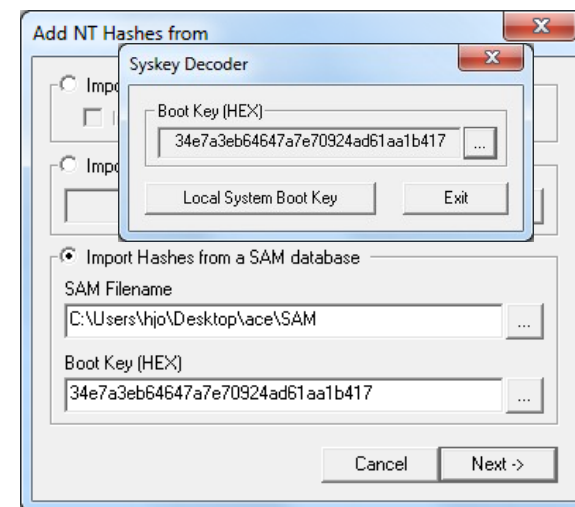 Add NT Hashes from
Syskey Decoder
Boot Key (HEX)
34e7a3eb64647a7e70924ad61aa1b417
...
Local System Boot Key
Exit
Import Hashes from a SAM database
SAM Filename
C:\Users\hjo\Desktop\ace\SAM
...
Boot Key (HEX)
34e7a3eb64647a7e70924ad61aa1b417
...
Cancel
Next ->